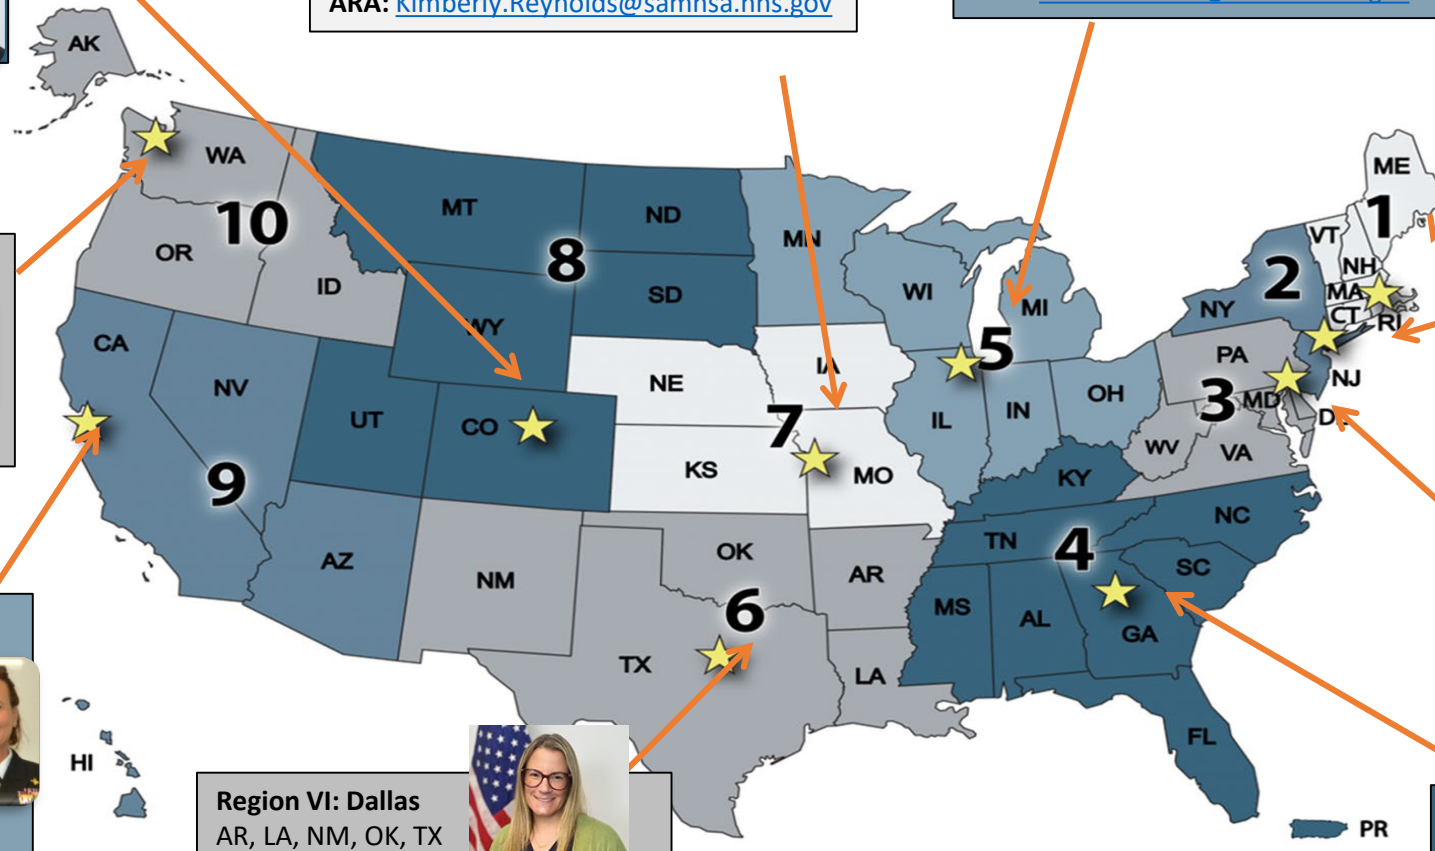 ARA: Kimberly.Reynolds@samhsa.hhs.gov
AK
WA
10
OR
ID
MT
ND
8
SD
WY
MN
WI
MI
5
ME
1
VT
NH
2
NY
MA
CT
RI
CA
NV
UT
CO
NE
IA
7
KS
MO
IL
IN
OH
PA
3
MD
NJ
WV
VA
9
AZ
NM
OK
AR
6
TX
LA
KY
TN
4
NC
SC
MS
AL
GA
FL
HI
PR
Region VI: Dallas
AR, LA, NM, OK, TX